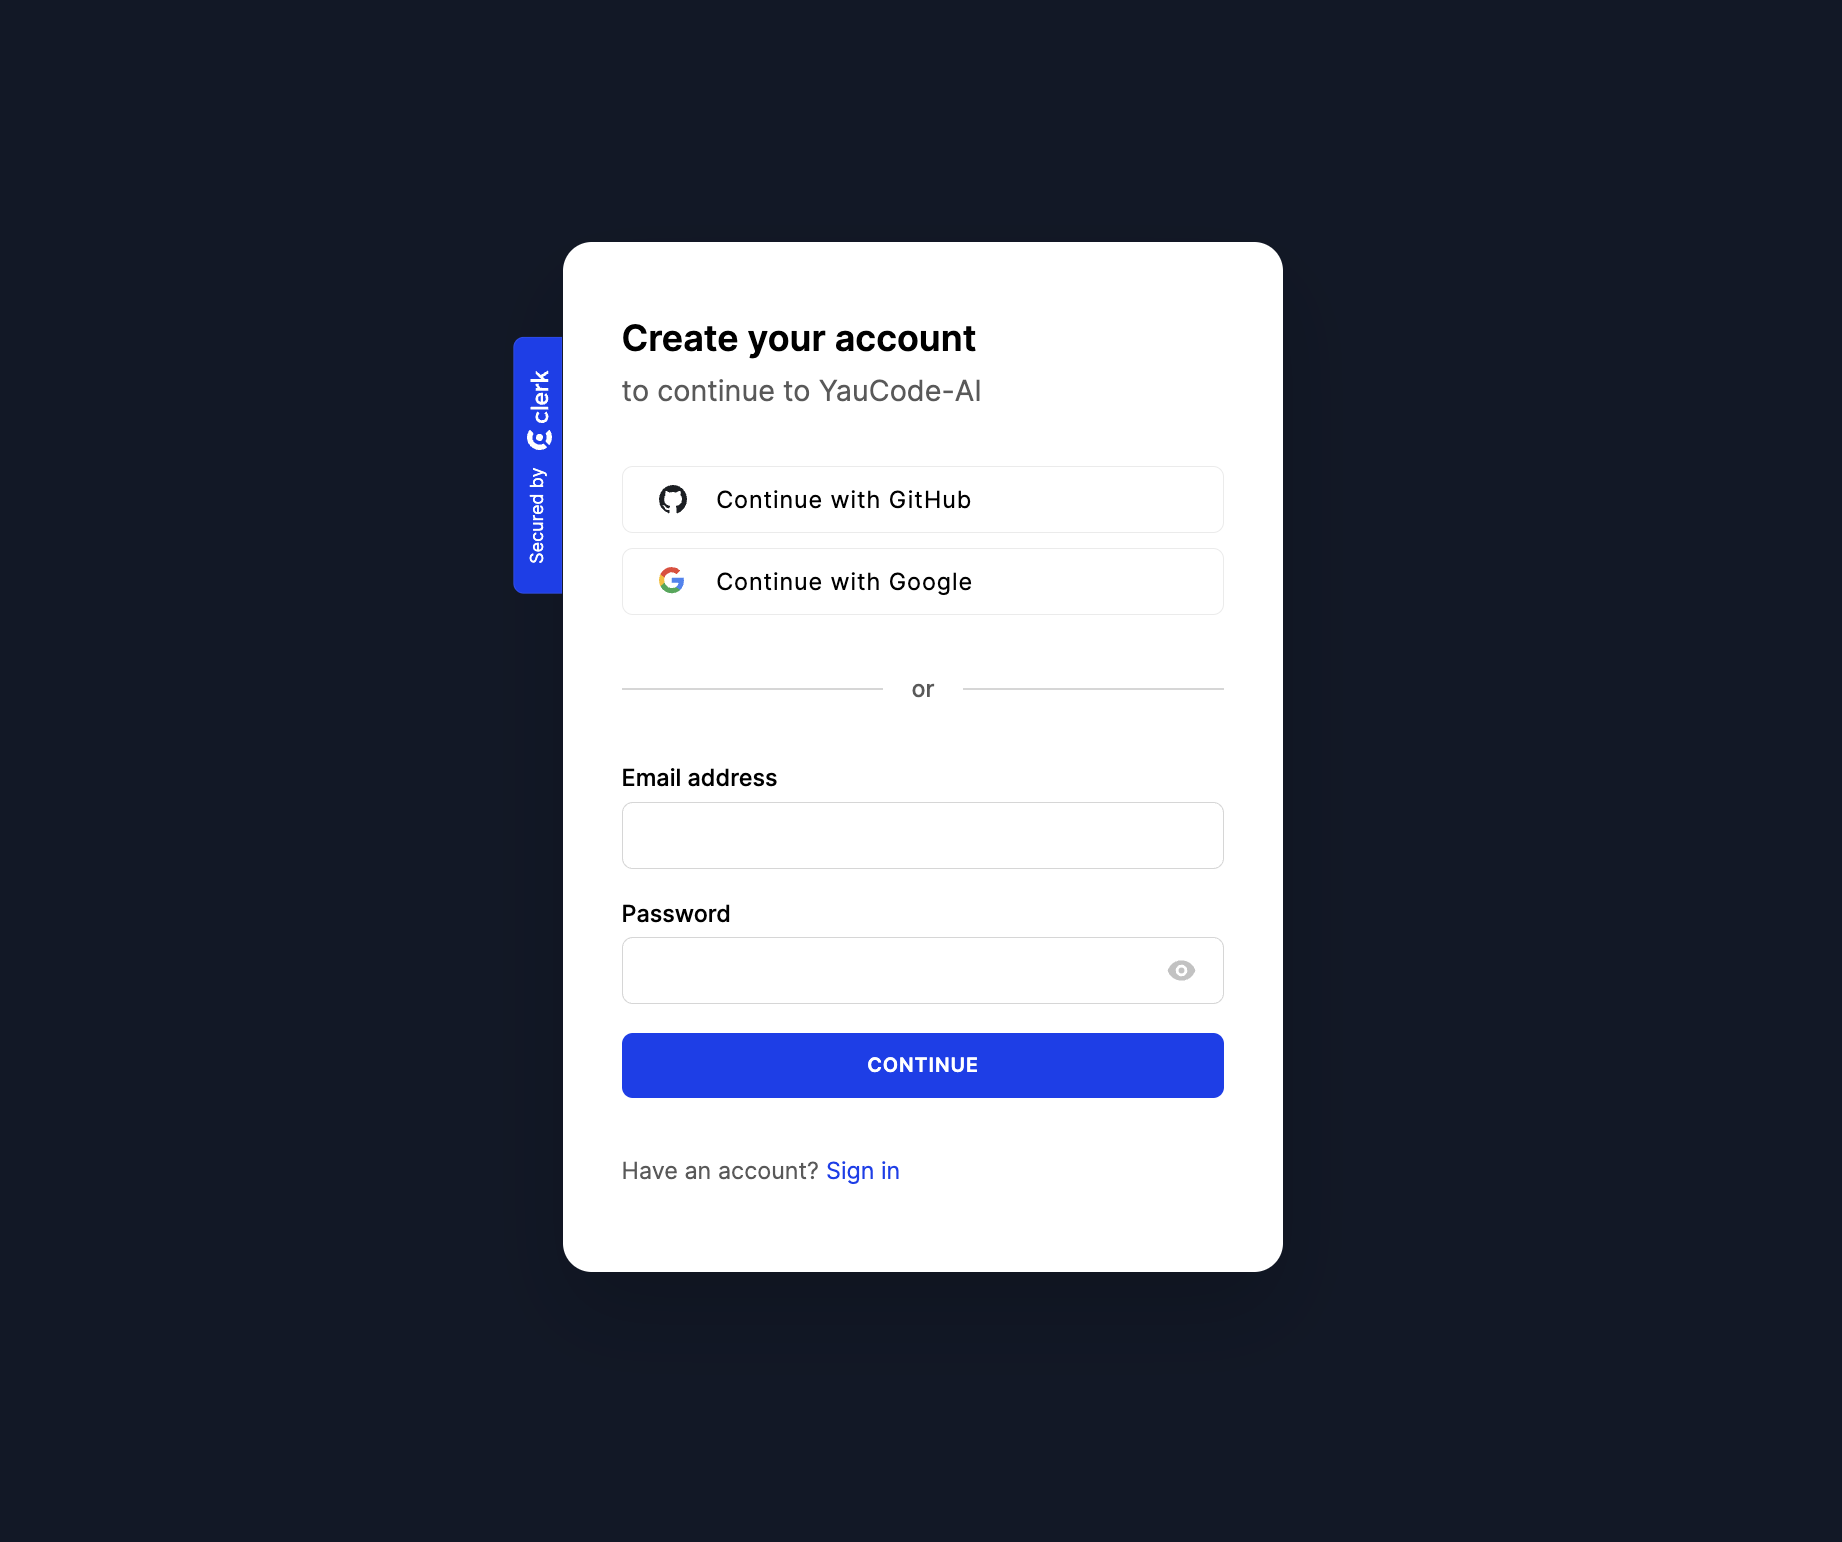 Create your account
to continue to YauCode-AI
Secured by clerk
Continue with GitHub
Continue with Google
or
Email address
Password
CONTINUE
Have an account? Sign in